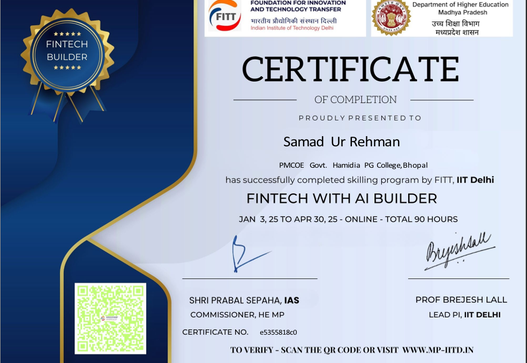 FINTECH
BUILDER
FITT
FOUNDATION FOR INNOVATION
AND TECHNOLOGY TRANSFER
भारतीय प्रौद्योगिकी संस्थान दिल्ली
Indian Institute of Technology Delhi
Department of Higher Education
Madhya Pradesh
उच्च शिक्षा विभाग
मध्यप्रदेश शासन
CERTIFICATE
OF COMPLETION
PROUDLY PRESENTED TO
Samad Ur Rehman
PMCOE Govt. Hamidia PG College,Bhopal
has successfully completed skilling program by FITT, IIT Delhi
FINTECH WITH AI BUILDER
JAN 3, 25 TO APR 30, 25 - ONLINE - TOTAL 90 HOURS
Brejeshlall
SHRI PRABAL SEPAHA, IAS
COMMISSIONER, HE MP
PROF BREJESH LALL
LEAD PI, IIT DELHI
CERTIFICATE NO. e5355818c0
TO VERIFY - SCAN THE QR CODE OR VISIT WWW.MP-IITD.IN